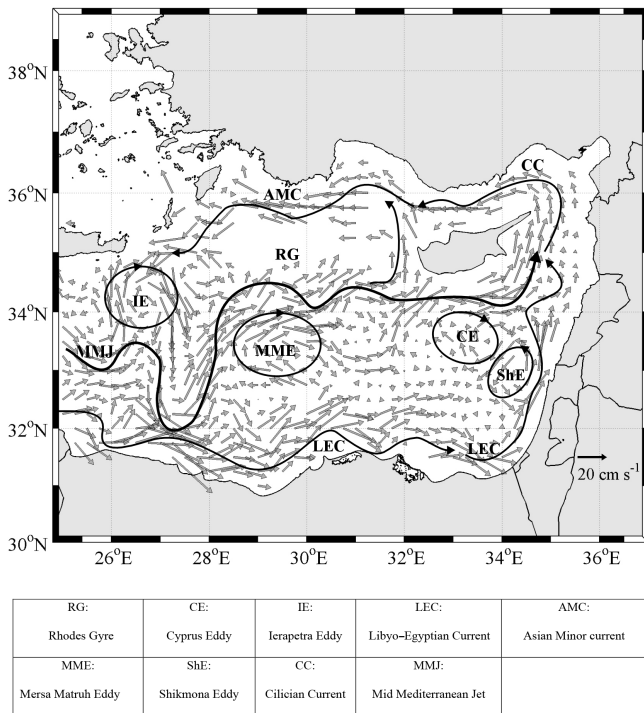 38°N
CC
36°N
AMC
RG
IE
34°N
CE
MMJ
MME
ShE
32°N
LEC
LEC
20 cm s⁻¹
30°N
26°E 28°E 30°E 32°E 34°E 36°E
RG: CE: IE: LEC: AMC:
Rhodes Gyre Cyprus Eddy Ierapetra Eddy Libyo–Egyptian Current Asian Minor current
MME: ShE: CC: MMJ:
Mersa Matruh Eddy Shikmona Eddy Cilician Current Mid Mediterranean Jet